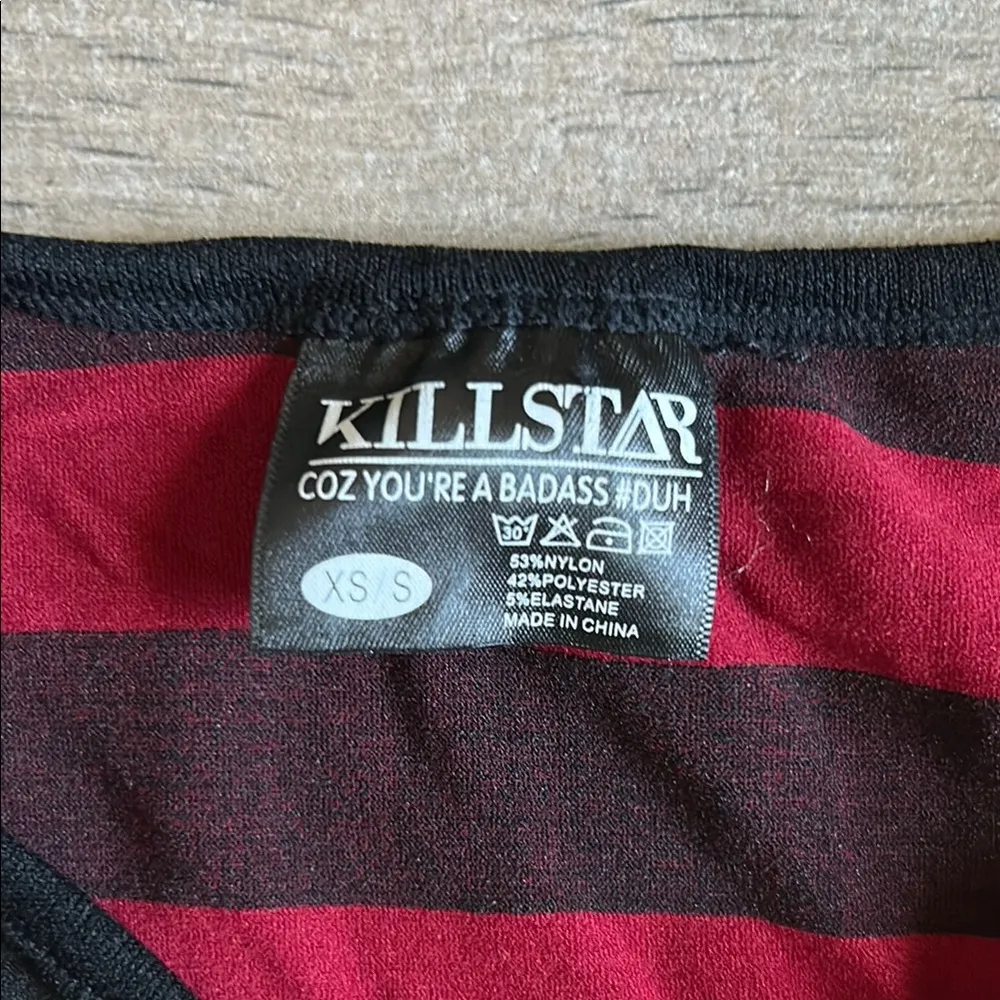 KILLSTAR
COZ YOU'RE A BADASS #DUH
30°
XS/S
53%NYLON
42%POLYESTER
5%ELASTANE
MADE IN CHINA